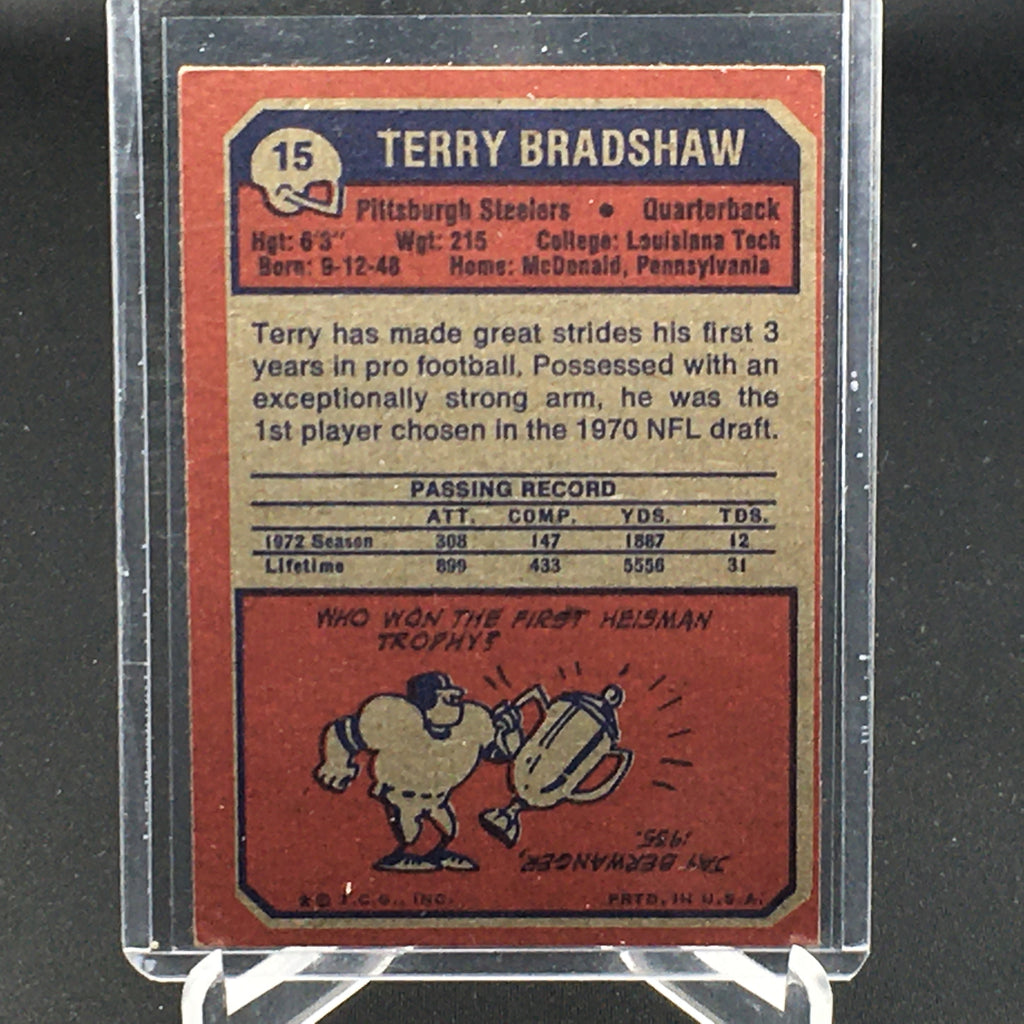 15
TERRY BRADSHAW
Pittsburgh Steelers • Quarterback
Hgt: 6'3" Wgt: 215 College: Louisiana Tech
Born: 9-12-48 Home: McDonald, Pennsylvania
Terry has made great strides his first 3
years in pro football. Possessed with an
exceptionally strong arm, he was the
1st player chosen in the 1970 NFL draft.
PASSING RECORD
ATT. COMP. YDS. TDS.
1972 Season 308 147 1887 12
Lifetime 899 433 5556 31
WHO WON THE FIRST HEISMAN
TROPHY?
JAY BERWANGER,
1935.
★© T.C.G., INC. PRTD. IN U.S.A.